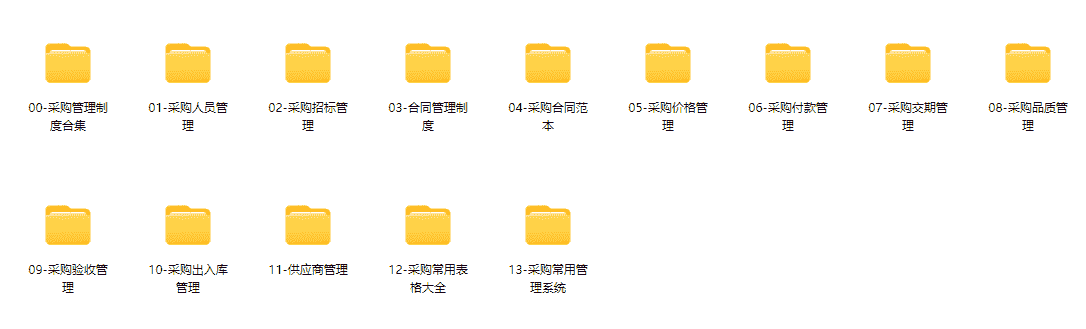 00-采购管理制
度合集
01-采购人员管
理
02-采购招标管
理
03-合同管理制
度
04-采购合同范
本
05-采购价格管
理
06-采购付款管
理
07-采购交期管
理
08-采购品质管
理
09-采购验收管
理
10-采购出入库
管理
11-供应商管理
12-采购常用表
格大全
13-采购常用管
理系统